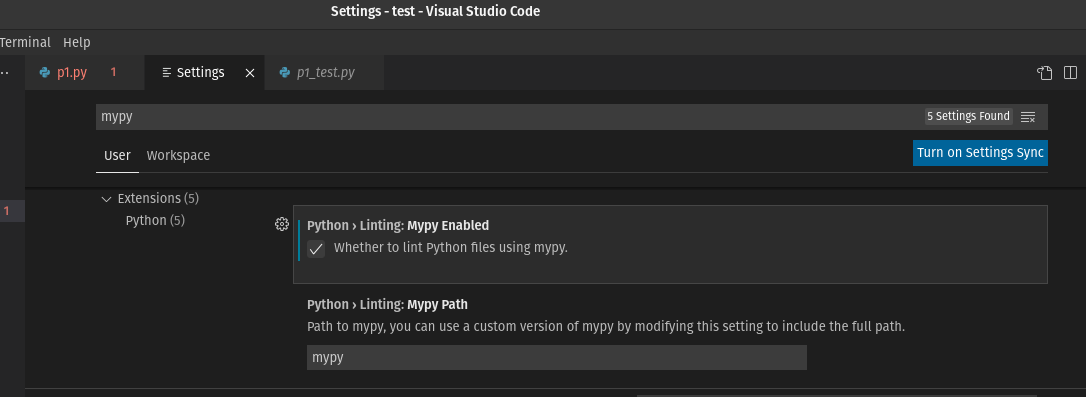 Settings - test - Visual Studio Code
Terminal Help
p1.py 1 Settings p1_test.py
mypy 5 Settings Found
User Workspace Turn on Settings Sync
Extensions (5)
1
Python (5)
Python › Linting: Mypy Enabled
Whether to lint Python files using mypy.
Python › Linting: Mypy Path
Path to mypy, you can use a custom version of mypy by modifying this setting to include the full path.
mypy